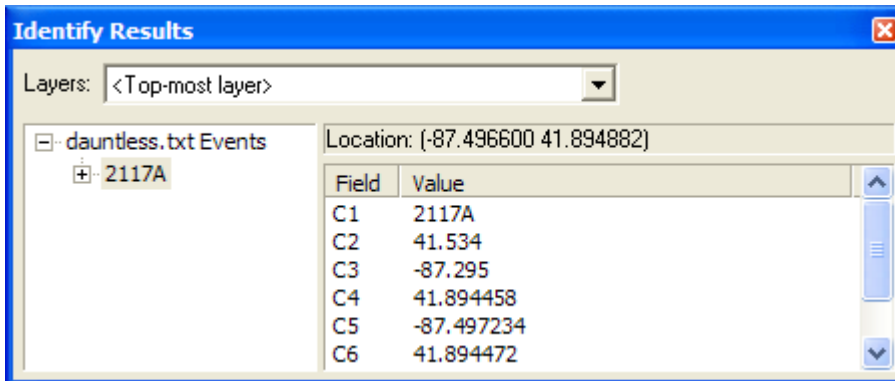 Identify Results
Layers: <Top-most layer>
dauntless.txt Events
2117A
Location: (-87.496600 41.894882)
Field Value
C1 2117A
C2 41.534
C3 -87.295
C4 41.894458
C5 -87.497234
C6 41.894472